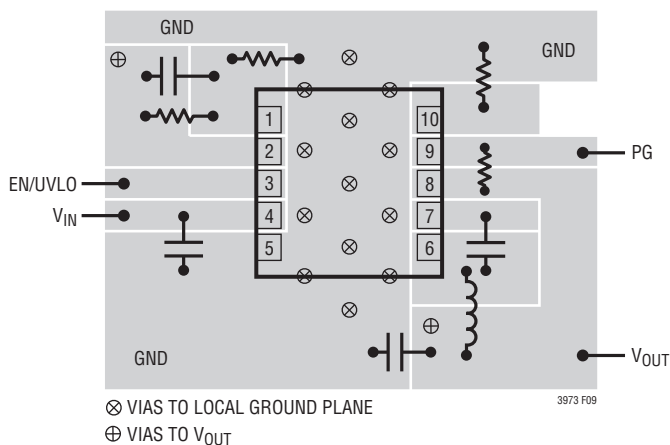 GND
GND
1
10
2
9
PG
EN/UVLO
3
8
VIN
4
7
5
6
GND
VOUT
⊗ VIAS TO LOCAL GROUND PLANE
3973 F09
⊕ VIAS TO VOUT